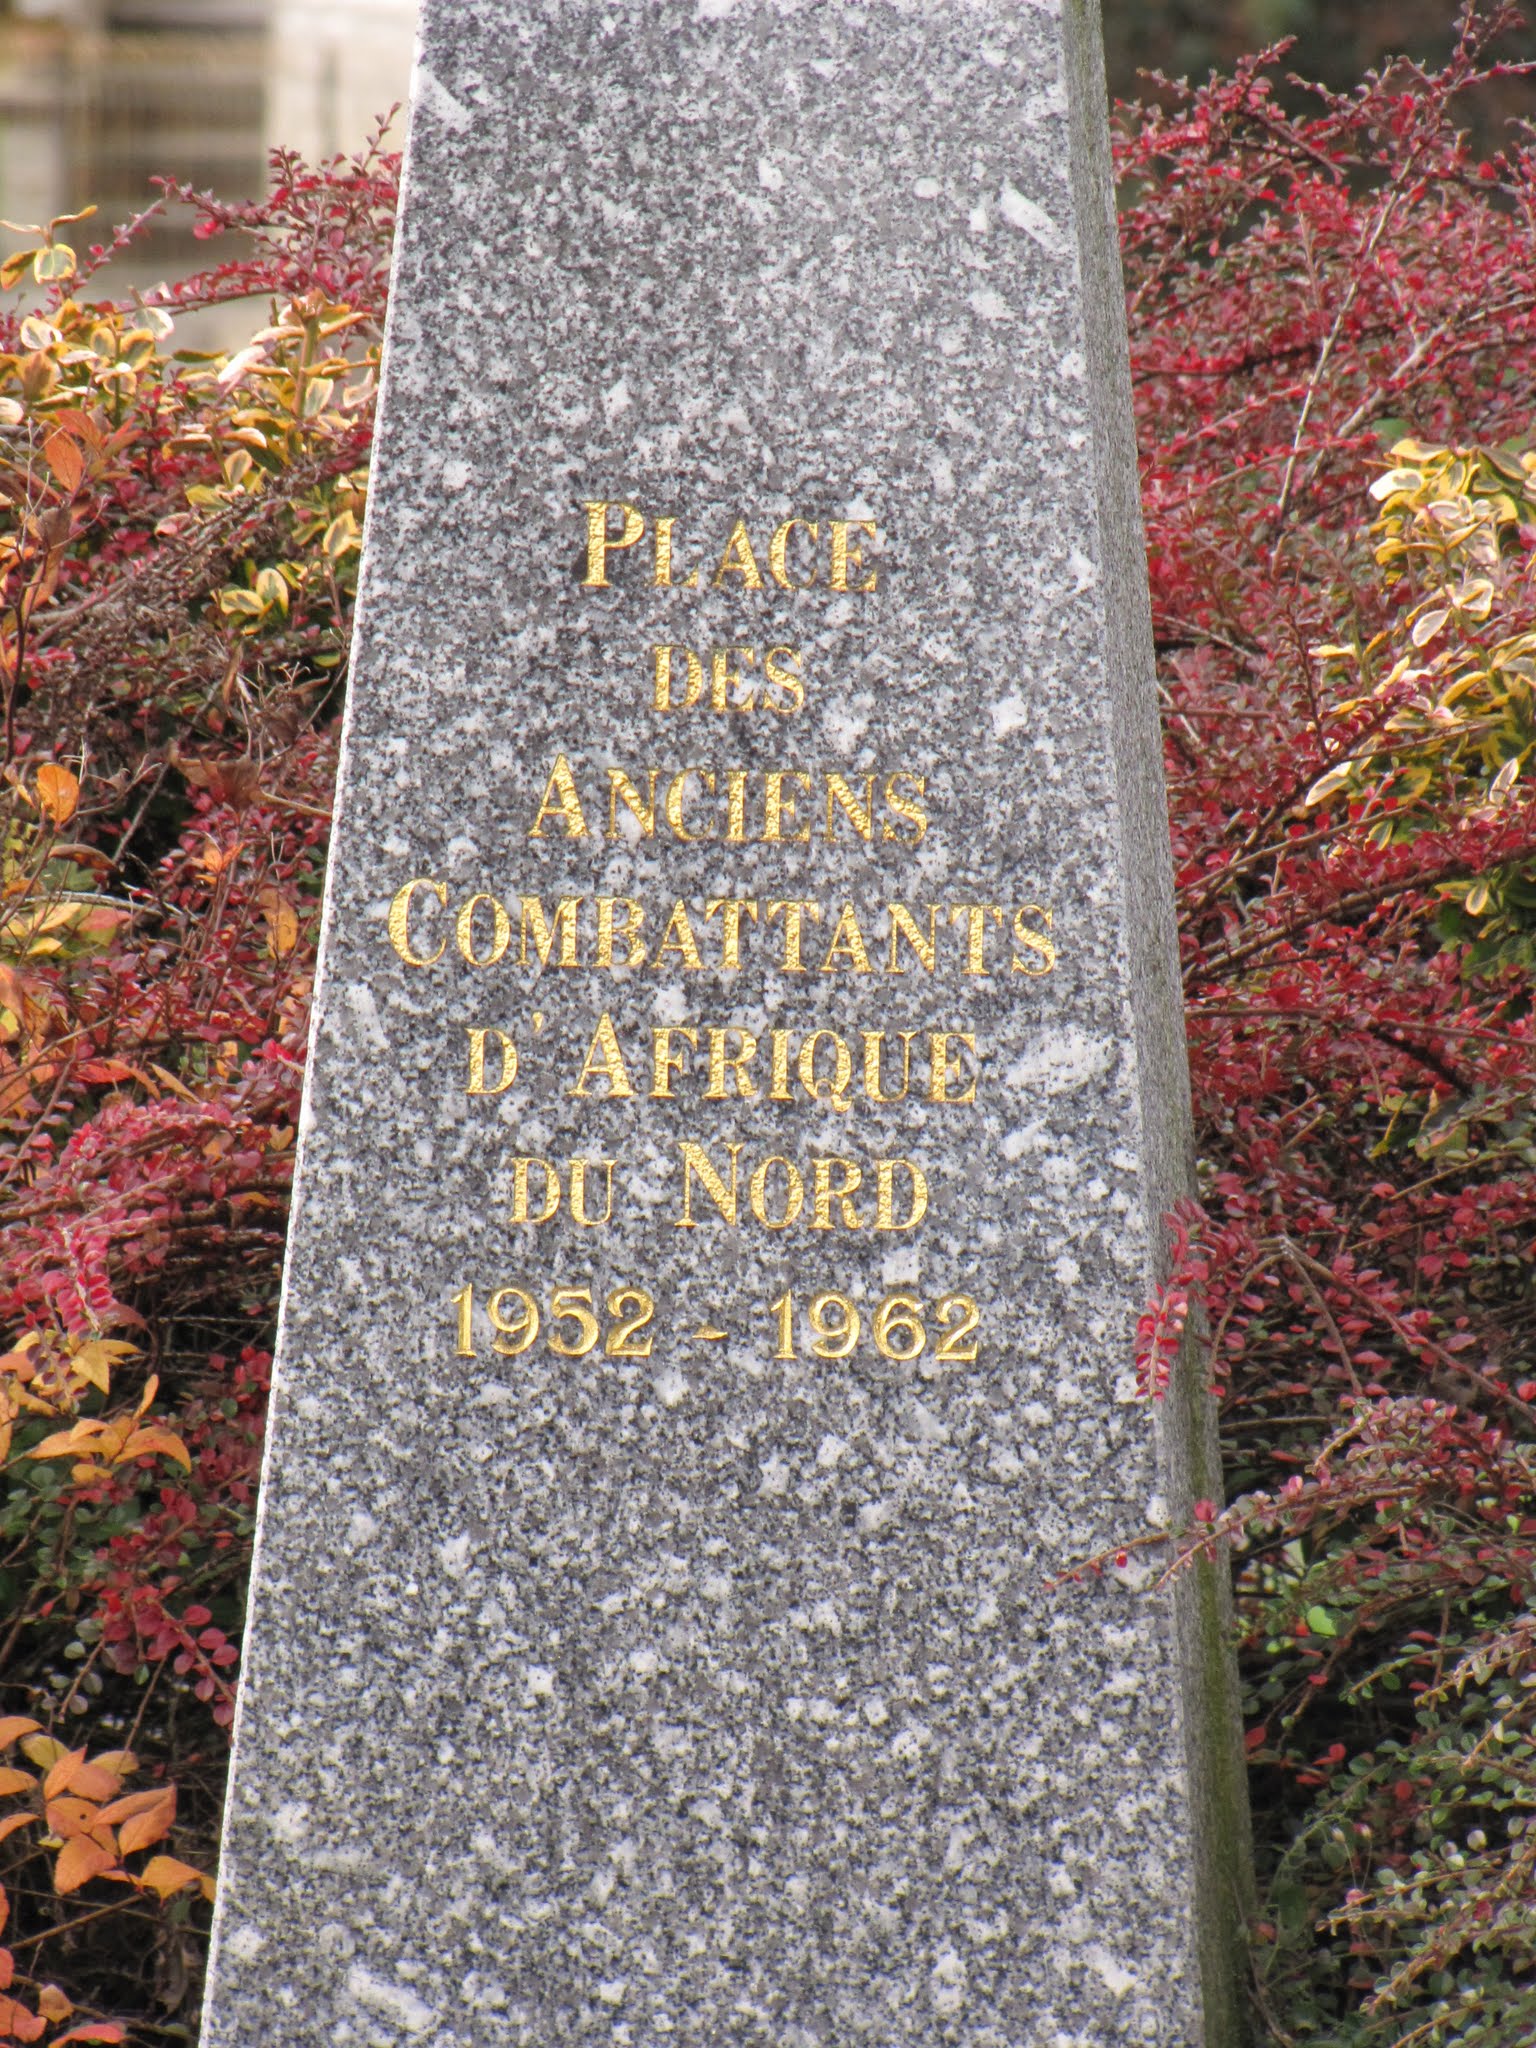 PLACE
DES
ANCIENS
COMBATTANTS
D'AFRIQUE
DU NORD
1952 - 1962